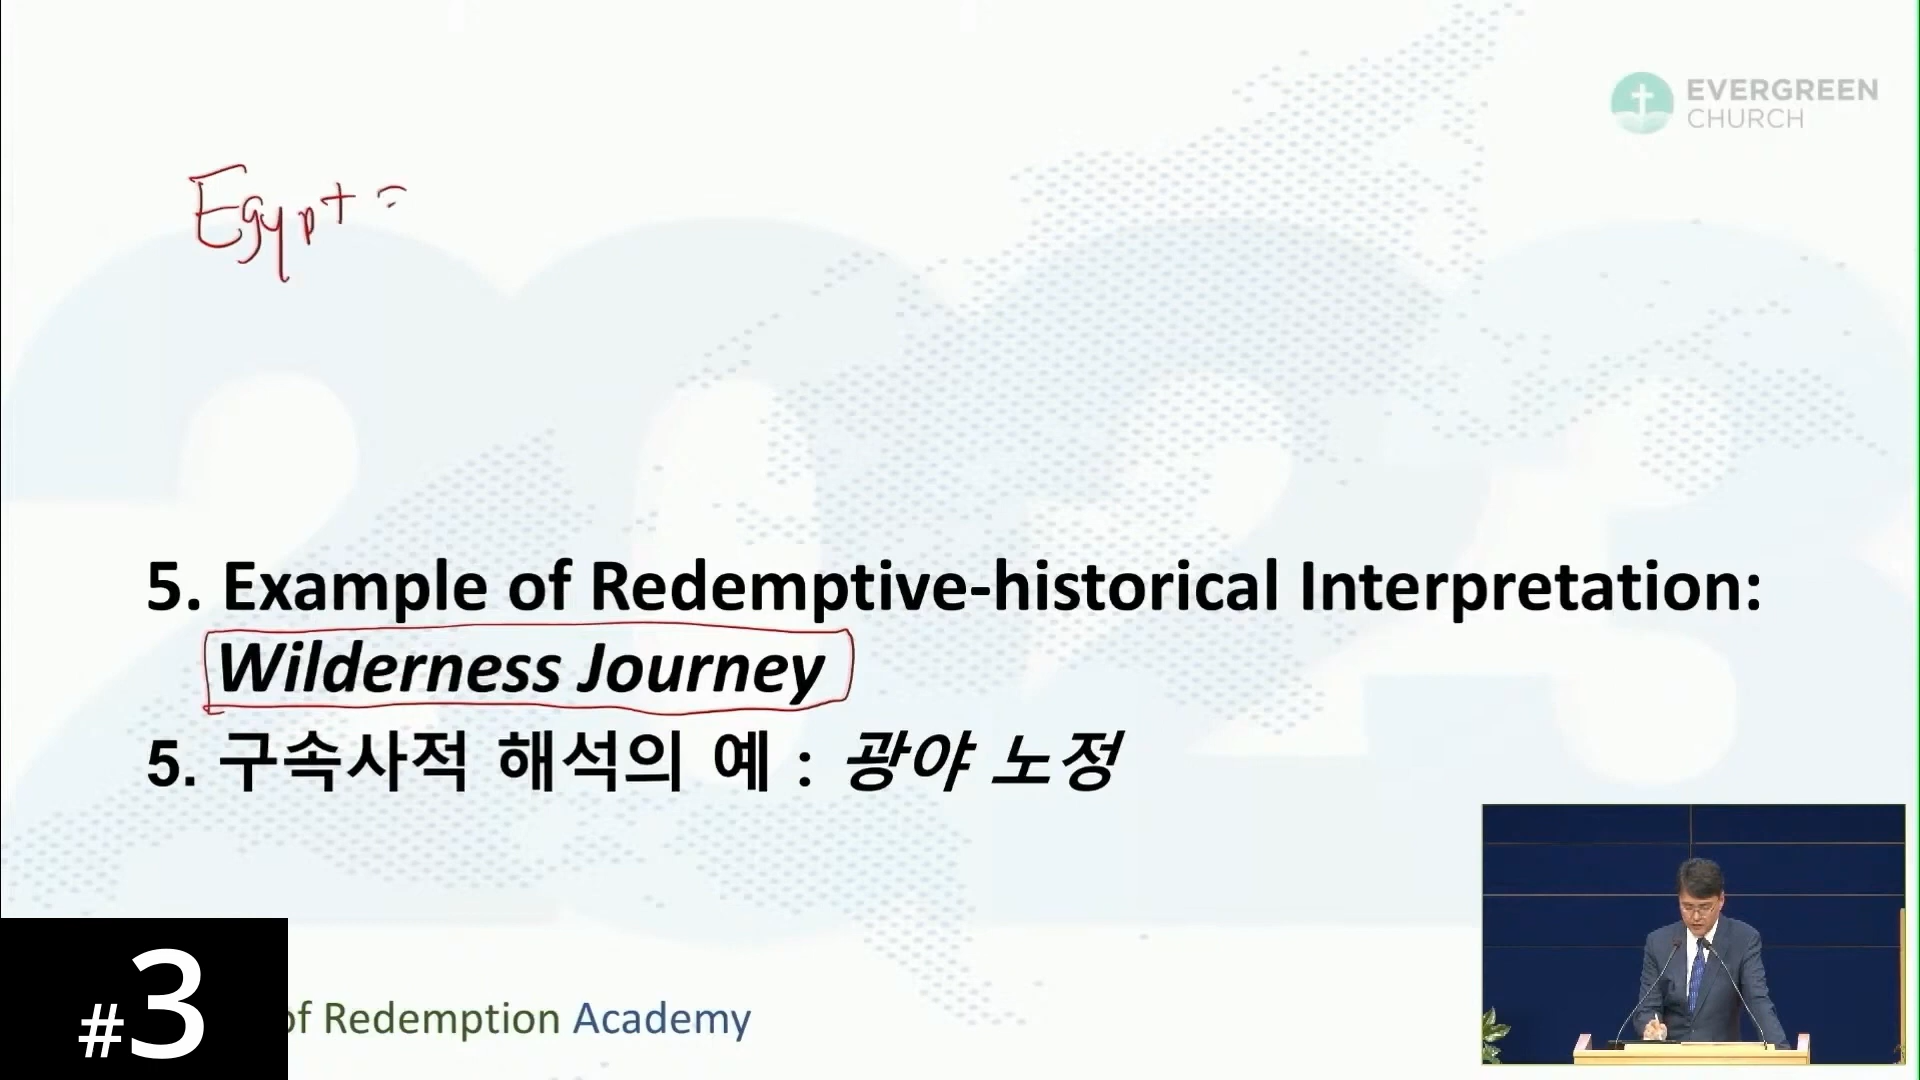 EVERGREEN
CHURCH
Egypt =
5. Example of Redemptive-historical Interpretation:
Wilderness Journey
5. 구속사적 해석의 예 : 광야 노정
#3
of Redemption Academy